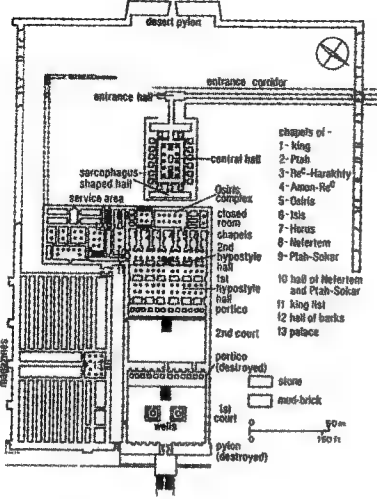 desert pylon
entrance corridor
entrance hall
central hall
sarcophagus-
shaped hall
Osiris
complex
service area
closed
room
chapels
2nd
hypostyle
hall
1st
hypostyle
hall
portico
2nd court
portico
(destroyed)
1st
court
wells
pylon
(destroyed)
magazines
chapels of -
1- king
2- Ptah
3- Reᶜ-Harakhty
4- Amon-Reᶜ
5- Osiris
6- Isis
7- Horus
8- Nefertem
9- Ptah-Sokar
10 hall of Nefertem
and Ptah-Sokar
11 king list
12 hall of barks
13 palace
stone
mud-brick
0 50 m
0 150 ft